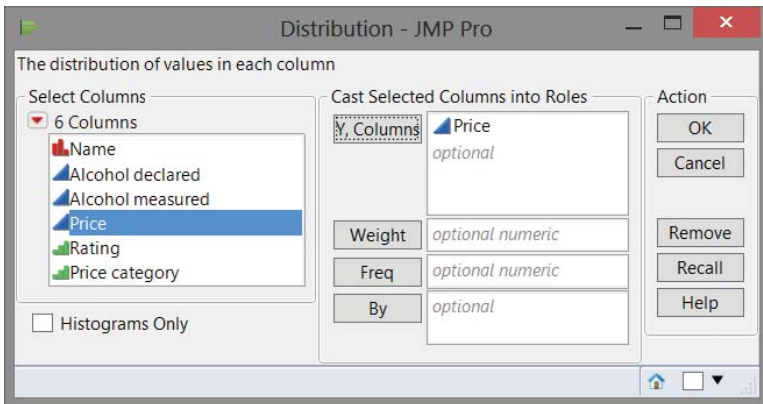 Distribution - JMP Pro
The distribution of values in each column
Select Columns
6 Columns
Name
Alcohol declared
Alcohol measured
Price
Rating
Price category
Histograms Only
Cast Selected Columns into Roles
Y, Columns
Price
optional
Weight
optional numeric
Freq
optional numeric
By
optional
Action
OK
Cancel
Remove
Recall
Help